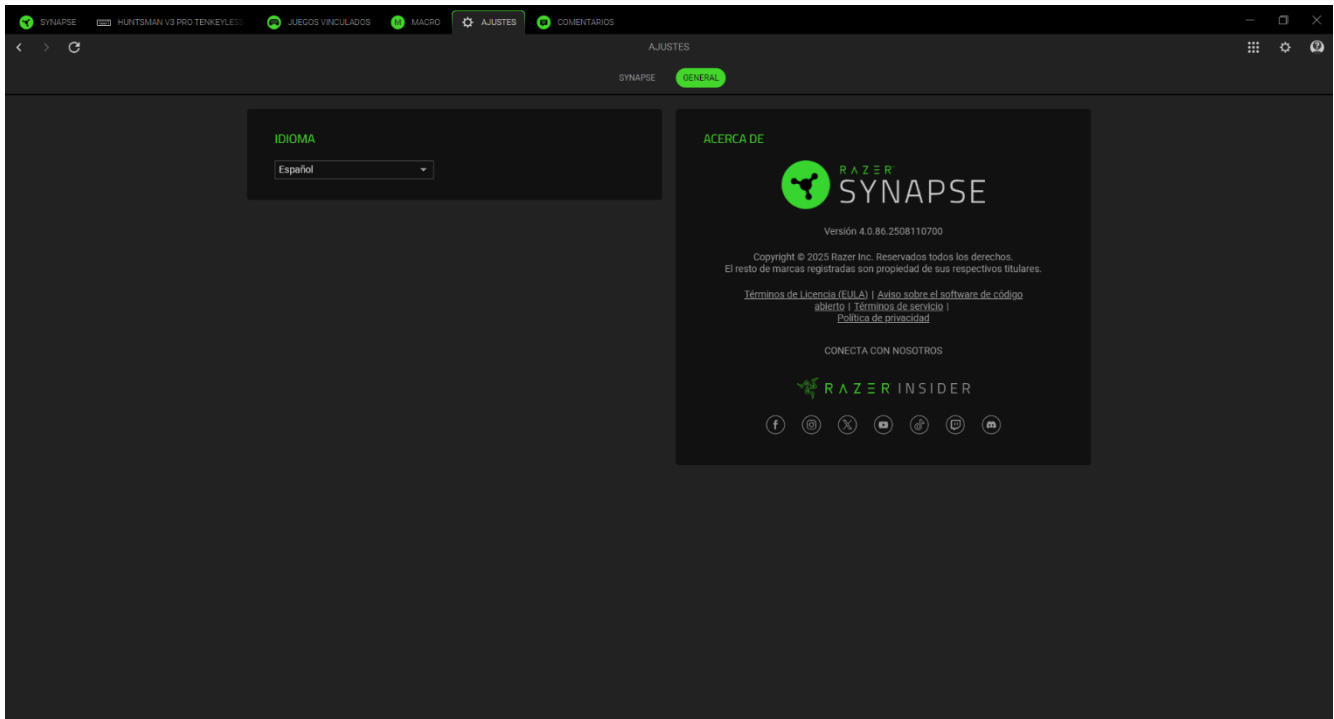 SYNAPSE HUNTSMAN V3 PRO TENKEYLESS JUEGOS VINCULADOS M MACRO AJUSTES COMENTARIOS
AJUSTES
SYNAPSE GENERAL
IDIOMA
Español
ACERCA DE
RAZER
SYNAPSE
Versión 4.0.86.2508110700
Copyright © 2025 Razer Inc. Reservados todos los derechos.
El resto de marcas registradas son propiedad de sus respectivos titulares.
Términos de Licencia (EULA) | Aviso sobre el software de código
abierto | Términos de servicio |
Política de privacidad
CONECTA CON NOSOTROS
RAZER INSIDER